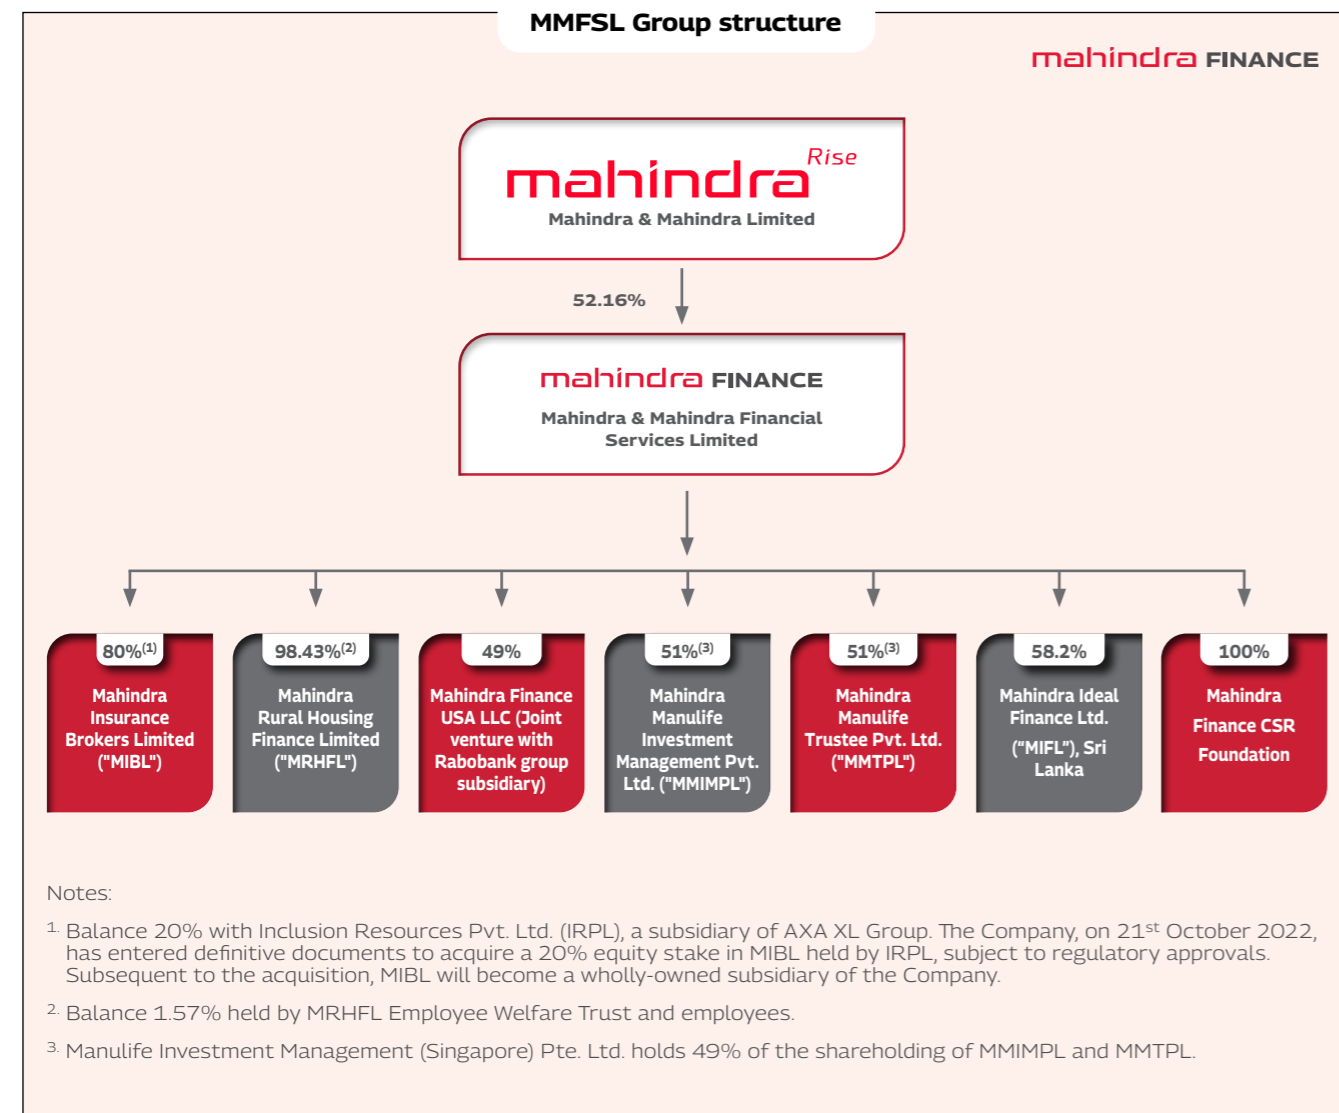 MMFSL Group structure
mahindra FINANCE
Rise
mahindra
Mahindra & Mahindra Limited
52.16%
mahindra FINANCE
Mahindra & Mahindra Financial
Services Limited
80%(1)
Mahindra
Insurance
Brokers Limited
("MIBL")
98.43%(2)
Mahindra
Rural Housing
Finance Limited
("MRHFL")
49%
Mahindra Finance
USA LLC (Joint
venture with
Rabobank group
subsidiary)
51%(3)
Mahindra
Manulife
Investment
Management Pvt.
Ltd. ("MMIMPL")
51%(3)
Mahindra
Manulife
Trustee Pvt. Ltd.
("MMTPL")
58.2%
Mahindra Ideal
Finance Ltd.
("MIFL"), Sri
Lanka
100%
Mahindra
Finance CSR
Foundation
Notes:
1. Balance 20% with Inclusion Resources Pvt. Ltd. (IRPL), a subsidiary of AXA XL Group. The Company, on 21st October 2022,
has entered definitive documents to acquire a 20% equity stake in MIBL held by IRPL, subject to regulatory approvals.
Subsequent to the acquisition, MIBL will become a wholly-owned subsidiary of the Company.
2. Balance 1.57% held by MRHFL Employee Welfare Trust and employees.
3. Manulife Investment Management (Singapore) Pte. Ltd. holds 49% of the shareholding of MMIMPL and MMTPL.